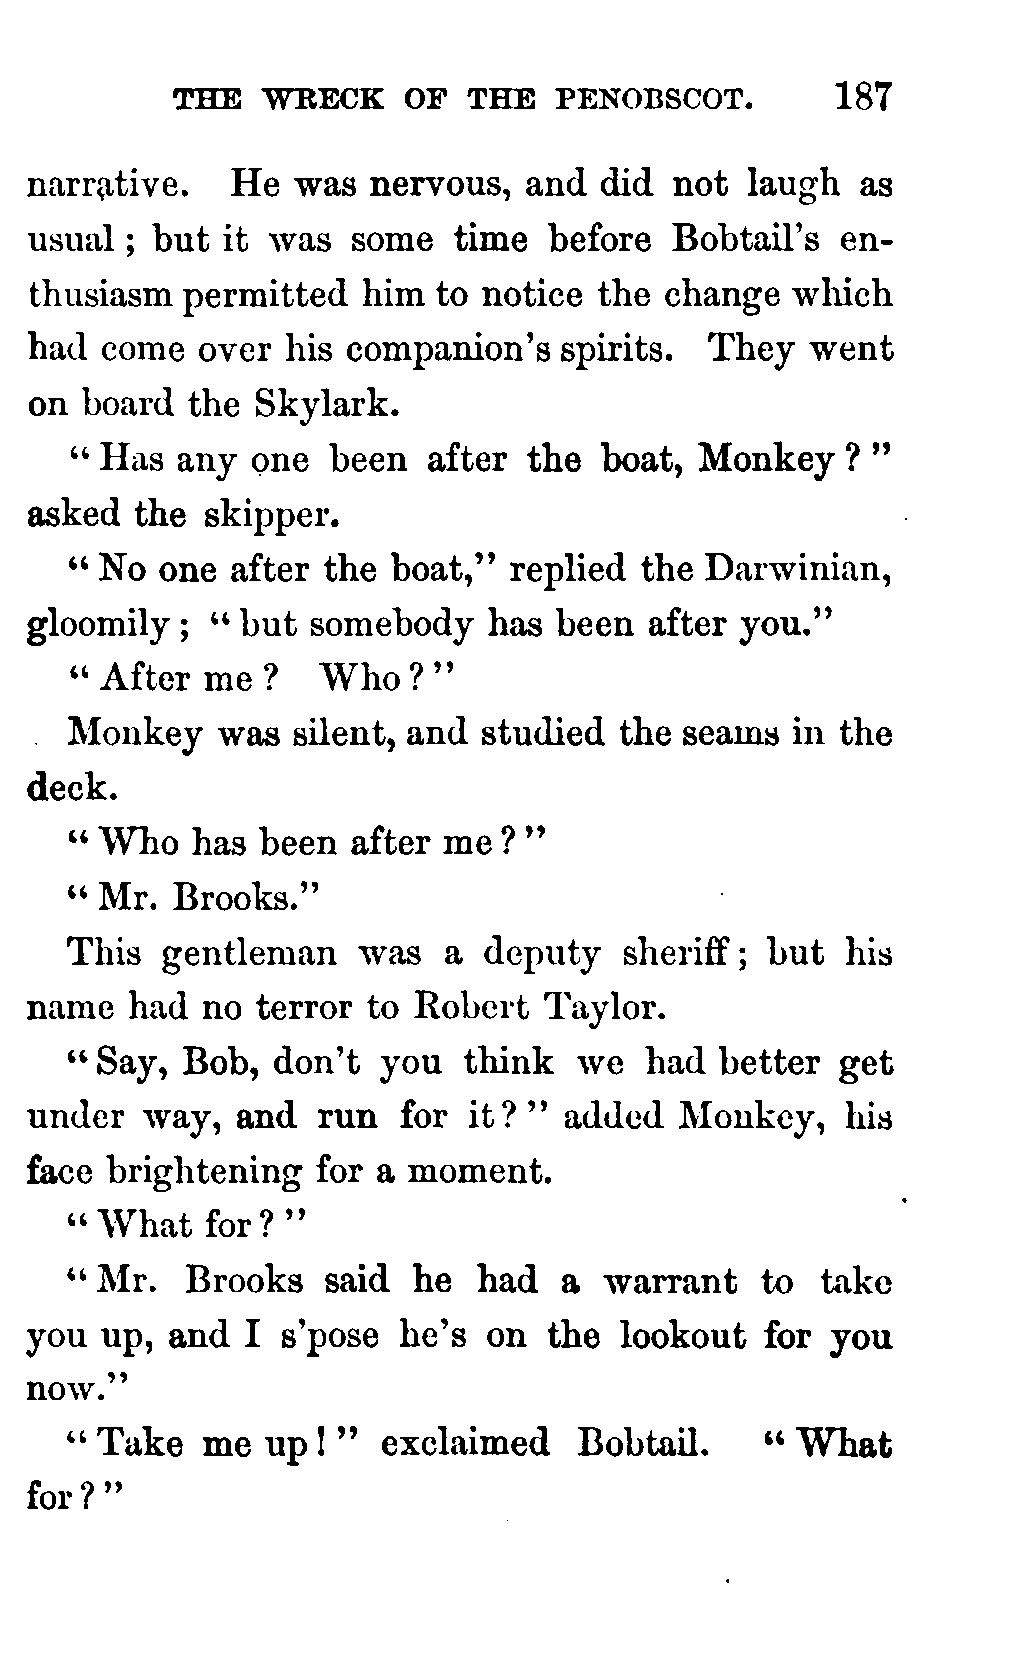 THE WRECK OF THE PENOBSCOT. 187
narrative. He was nervous, and did not laugh as
usual ; but it was some time before Bobtail's en-
thusiasm permitted him to notice the change which
had come over his companion's spirits. They went
on board the Skylark.
“ Has any one been after the boat, Monkey ? ”
asked the skipper.
“ No one after the boat,” replied the Darwinian,
gloomily ; “ but somebody has been after you.”
“ After me ? Who ? ”
Monkey was silent, and studied the seams in the
deck.
“ Who has been after me ? ”
“ Mr. Brooks.”
This gentleman was a deputy sheriff ; but his
name had no terror to Robert Taylor.
“ Say, Bob, don't you think we had better get
under way, and run for it ? ” added Monkey, his
face brightening for a moment.
“ What for ? ”
“ Mr. Brooks said he had a warrant to take
you up, and I s'pose he's on the lookout for you
now.”
“ Take me up ! ” exclaimed Bobtail. “ What
for ? ”